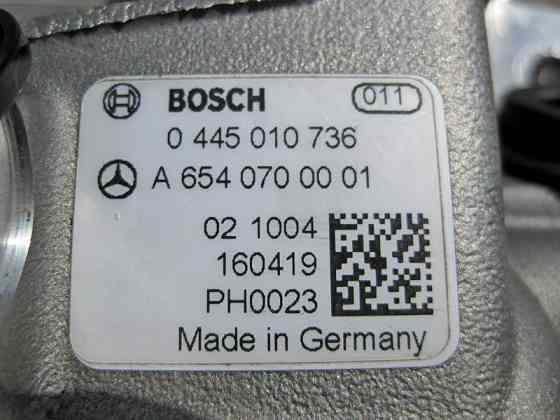 BOSCH 011
0 445 010 736
A 654 070 00 01
02 1004
160419
PH0023
Made in Germany